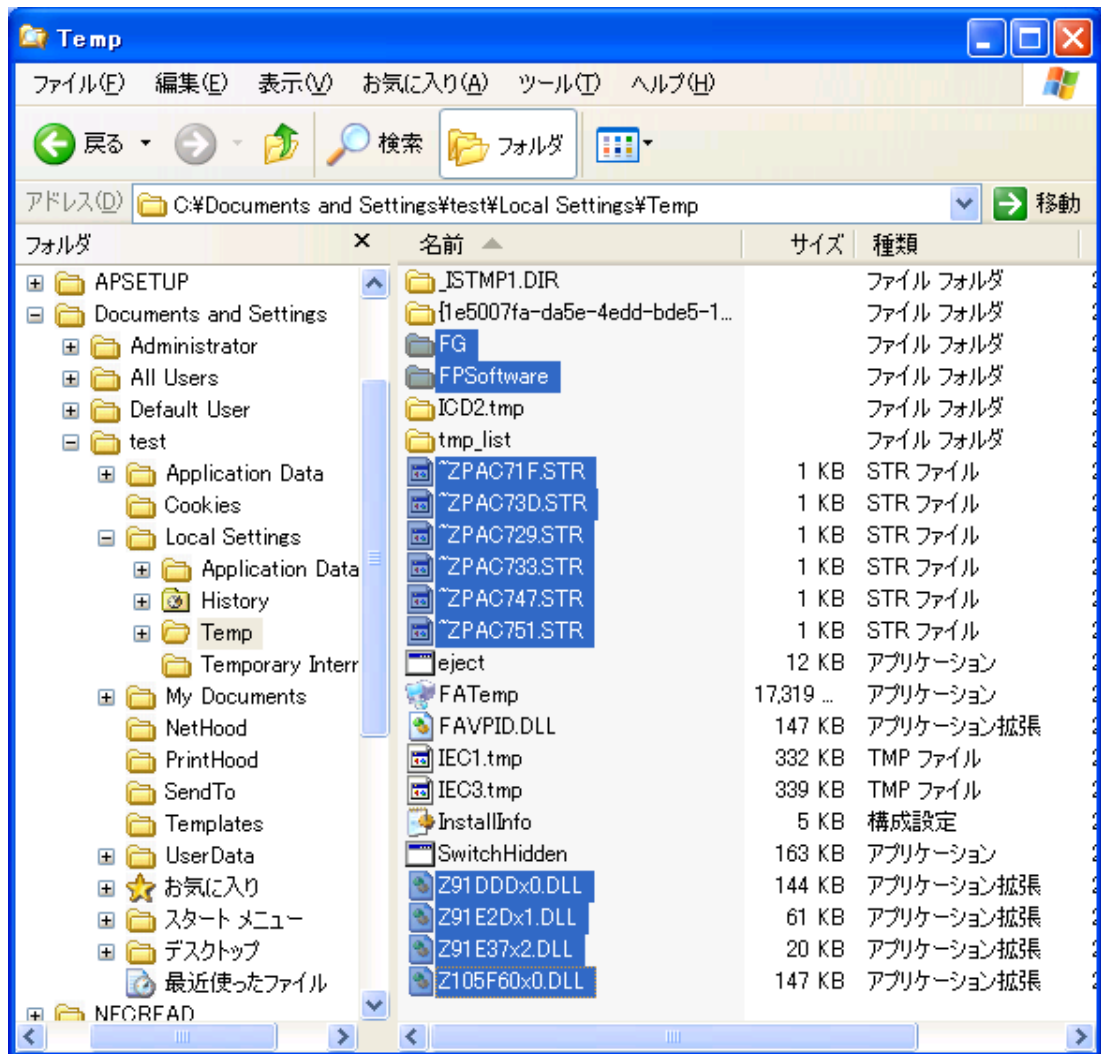 Temp
ファイル(F) 編集(E) 表示(V) お気に入り(A) ツール(T) ヘルプ(H)
戻る 検索 フォルダ
アドレス(D) C:¥Documents and Settings¥test¥Local Settings¥Temp 移動
フォルダ
APSETUP
Documents and Settings
Administrator
All Users
Default User
test
Application Data
Cookies
Local Settings
Application Data
History
Temp
Temporary Interr
My Documents
NetHood
PrintHood
SendTo
Templates
UserData
お気に入り
スタート メニュー
デスクトップ
最近使ったファイル
NFCREAD
名前 サイズ 種類
_ISTMP1.DIR ファイル フォルダ
{1e5007fa-da5e-4edd-bde5-1... ファイル フォルダ
FG ファイル フォルダ
FPSoftware ファイル フォルダ
ICD2.tmp ファイル フォルダ
tmp_list ファイル フォルダ
~ZPAC71F.STR 1 KB STR ファイル
~ZPAC73D.STR 1 KB STR ファイル
~ZPAC729.STR 1 KB STR ファイル
~ZPAC733.STR 1 KB STR ファイル
~ZPAC747.STR 1 KB STR ファイル
~ZPAC751.STR 1 KB STR ファイル
eject 12 KB アプリケーション
FATemp 17,319 ... アプリケーション
FAVPID.DLL 147 KB アプリケーション拡張
IEC1.tmp 332 KB TMP ファイル
IEC3.tmp 339 KB TMP ファイル
InstallInfo 5 KB 構成設定
SwitchHidden 163 KB アプリケーション
Z91DDDx0.DLL 144 KB アプリケーション拡張
Z91E2Dx1.DLL 61 KB アプリケーション拡張
Z91E37x2.DLL 20 KB アプリケーション拡張
Z105F60x0.DLL 147 KB アプリケーション拡張